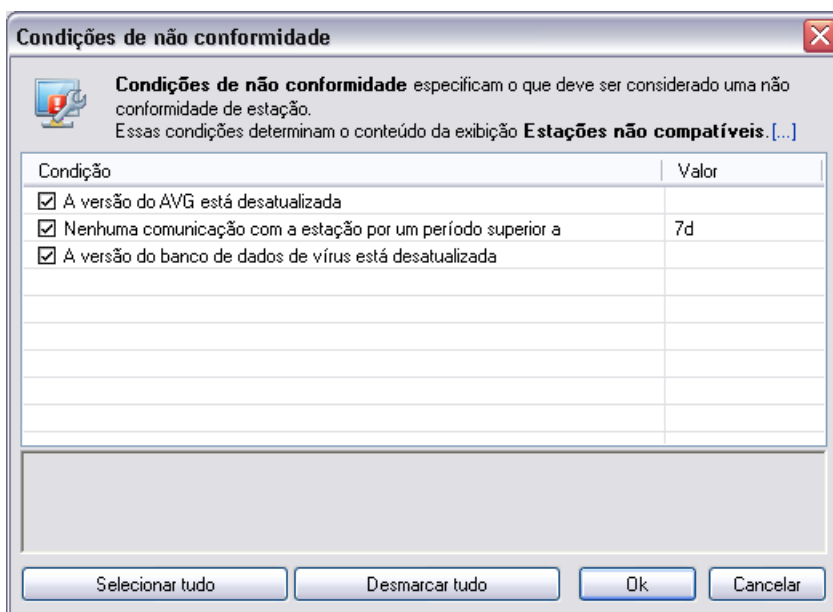 Condições de não conformidade
Condições de não conformidade especificam o que deve ser considerado uma não
conformidade de estação.
Essas condições determinam o conteúdo da exibição Estações não compatíveis.[...]
Condição Valor
A versão do AVG está desatualizada
Nenhuma comunicação com a estação por um período superior a 7d
A versão do banco de dados de vírus está desatualizada
Selecionar tudo Desmarcar tudo Ok Cancelar